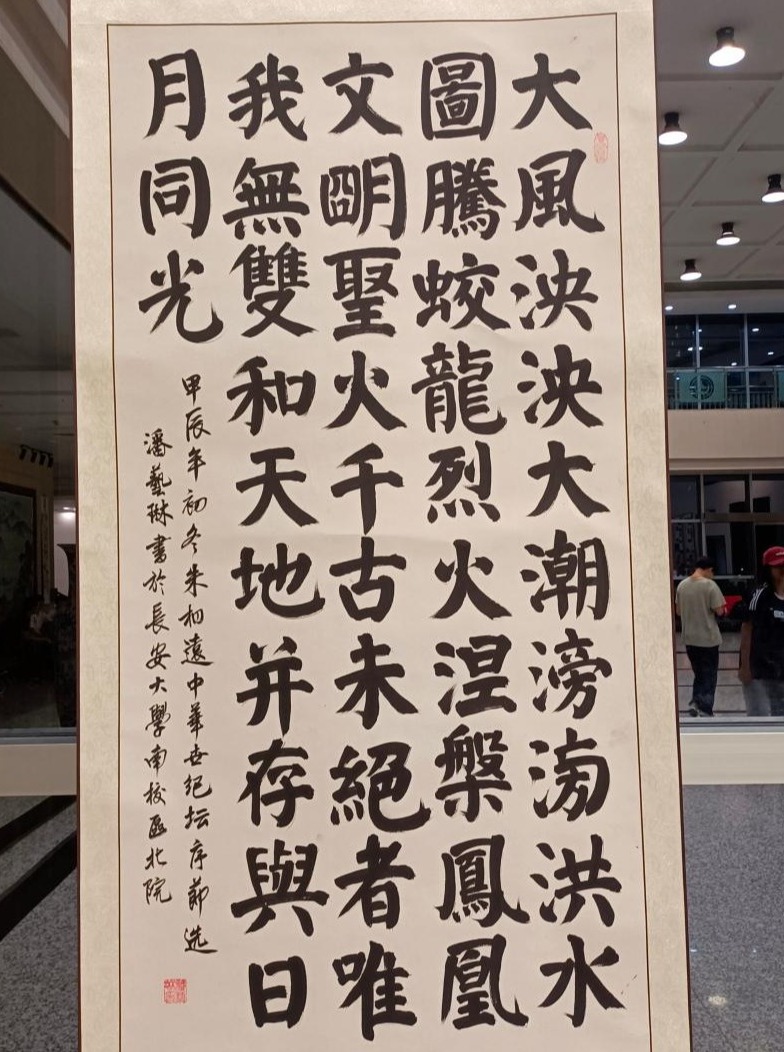 大風泱泱大潮滂滂洪水
圖騰蛟龍烈火涅槃鳳凰
文朙聖火千古未絕者唯
我無雙和天地并存與日
月同光
甲辰年初冬朱相遠中華世纪坛序節选
潘藝琳書於長安大學南校區北院